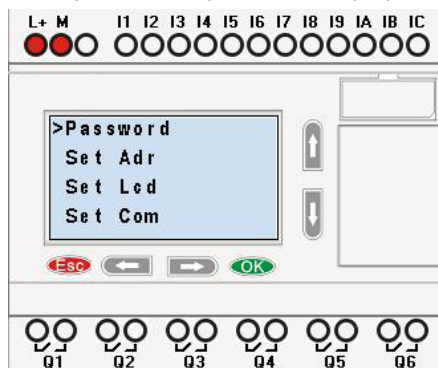 L+ M I1 I2 I3 I4 I5 I6 I7 I8 I9 IA IB IC
>Password
Set Adr
Set Lcd
Set Com
Esc OK
Q1 Q2 Q3 Q4 Q5 Q6